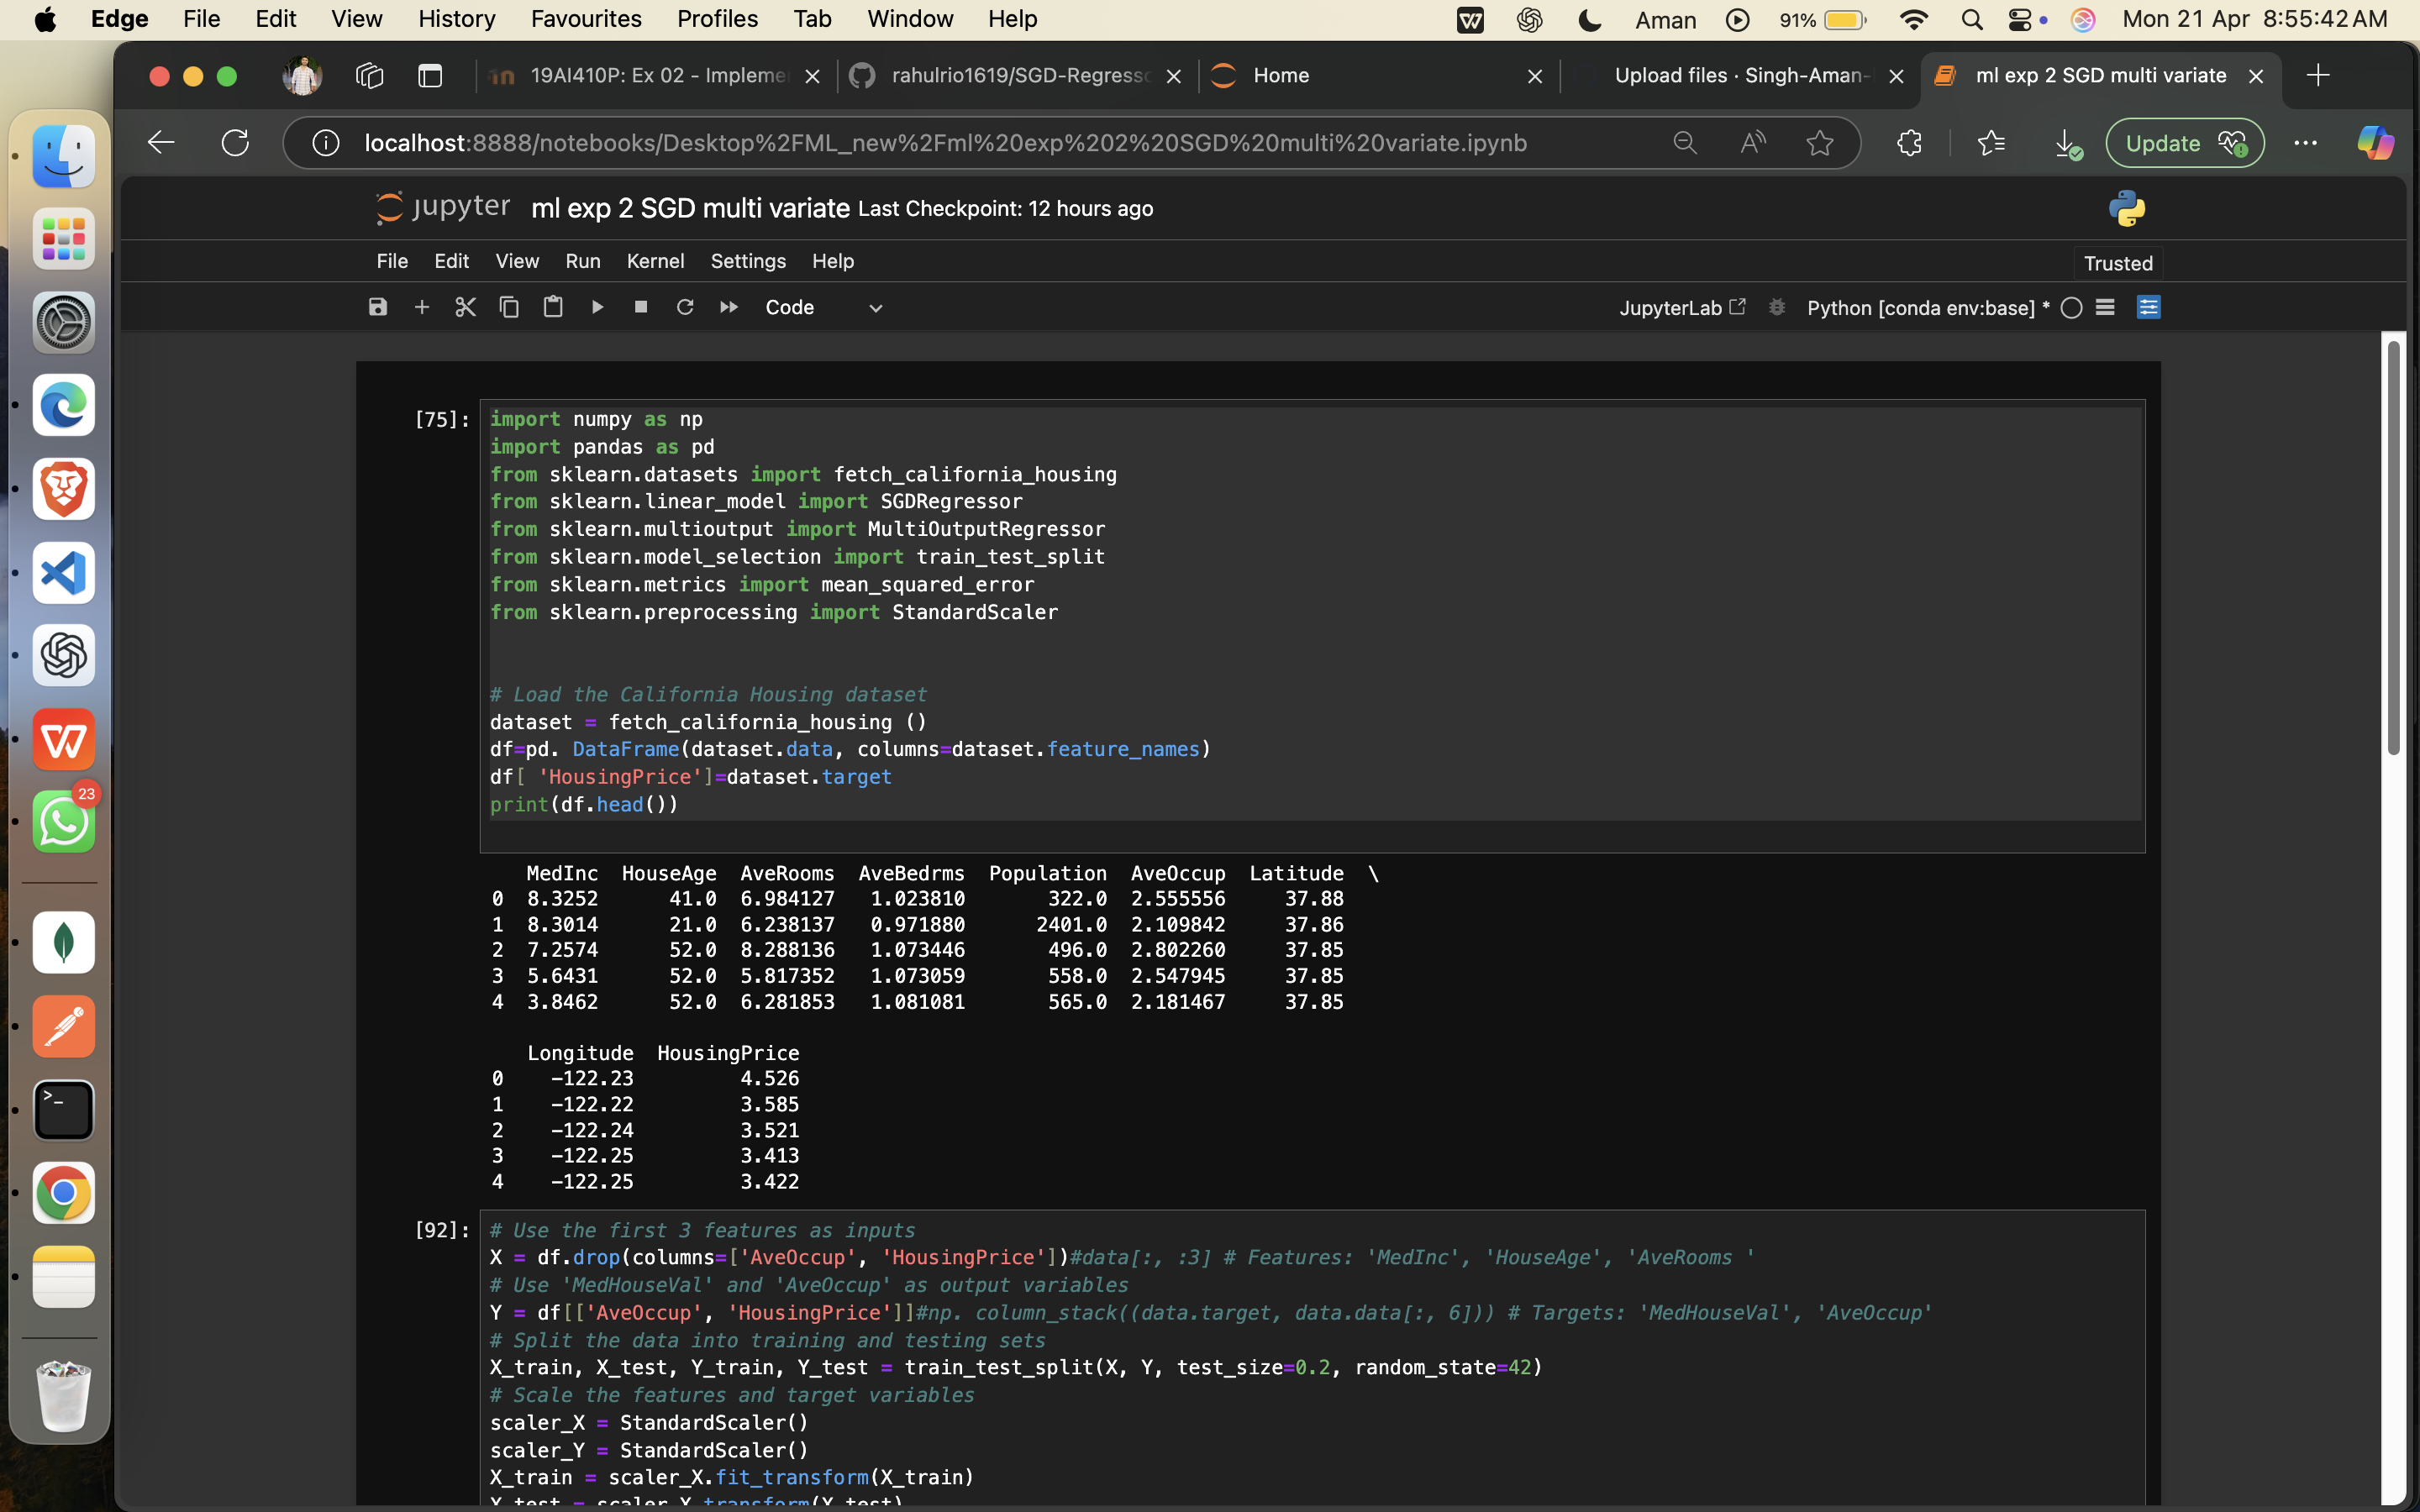 Edge File Edit View History Favourites Profiles Tab Window Help Aman 91% Mon 21 Apr 8:55:42 AM
19AI410P: Ex 02 - Impleme rahulrio1619/SGD-Regress Home Upload files · Singh-Aman- ml exp 2 SGD multi variate
localhost:8888/notebooks/Desktop%2FML_new%2Fml%20exp%202%20SGD%20multi%20variate.ipynb Update
jupyter ml exp 2 SGD multi variate Last Checkpoint: 12 hours ago
File Edit View Run Kernel Settings Help Trusted
Code JupyterLab Python [conda env:base] *
[75]: import numpy as np
import pandas as pd
from sklearn.datasets import fetch_california_housing
from sklearn.linear_model import SGDRegressor
from sklearn.multioutput import MultiOutputRegressor
from sklearn.model_selection import train_test_split
from sklearn.metrics import mean_squared_error
from sklearn.preprocessing import StandardScaler
# Load the California Housing dataset
dataset = fetch_california_housing ()
df=pd. DataFrame(dataset.data, columns=dataset.feature_names)
df[ 'HousingPrice']=dataset.target
print(df.head())
23
MedInc HouseAge AveRooms AveBedrms Population AveOccup Latitude \
0 8.3252 41.0 6.984127 1.023810 322.0 2.555556 37.88
1 8.3014 21.0 6.238137 0.971880 2401.0 2.109842 37.86
2 7.2574 52.0 8.288136 1.073446 496.0 2.802260 37.85
3 5.6431 52.0 5.817352 1.073059 558.0 2.547945 37.85
4 3.8462 52.0 6.281853 1.081081 565.0 2.181467 37.85
Longitude HousingPrice
0 -122.23 4.526
1 -122.22 3.585
2 -122.24 3.521
3 -122.25 3.413
4 -122.25 3.422
[92]: # Use the first 3 features as inputs
X = df.drop(columns=['AveOccup', 'HousingPrice'])#data[:, :3] # Features: 'MedInc', 'HouseAge', 'AveRooms '
# Use 'MedHouseVal' and 'AveOccup' as output variables
Y = df[['AveOccup', 'HousingPrice']]#np. column_stack((data.target, data.data[:, 6])) # Targets: 'MedHouseVal', 'AveOccup'
# Split the data into training and testing sets
X_train, X_test, Y_train, Y_test = train_test_split(X, Y, test_size=0.2, random_state=42)
# Scale the features and target variables
scaler_X = StandardScaler()
scaler_Y = StandardScaler()
X_train = scaler_X.fit_transform(X_train)
X_test = scaler_X.transform(X_test)